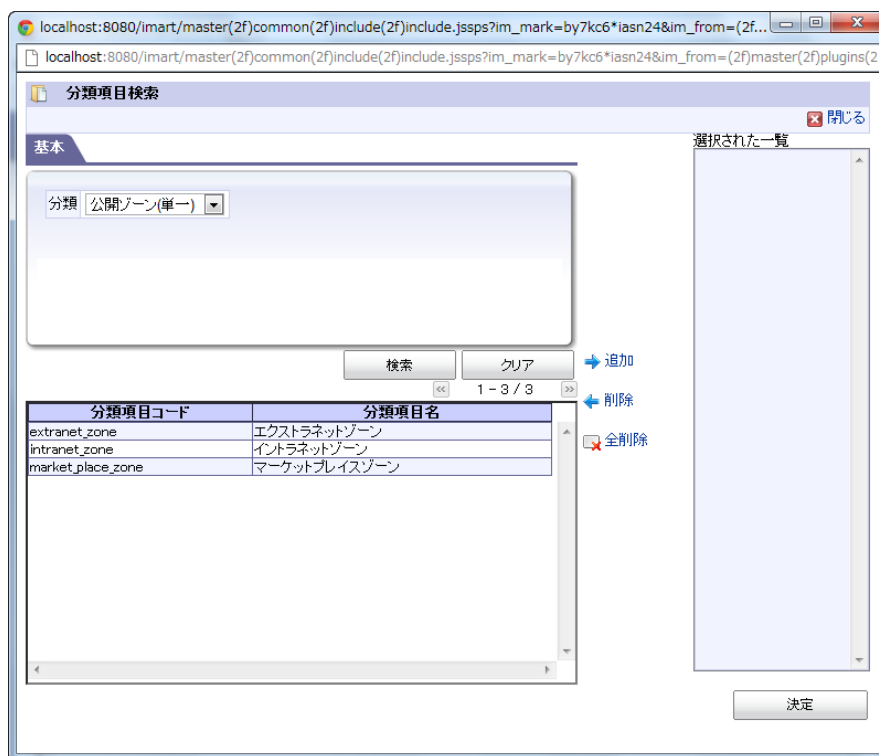 localhost:8080/imart/master(2f)common(2f)include(2f)include.jssps?im_mark=by7kc6*iasn24&im_from=(2f...
localhost:8080/imart/master(2f)common(2f)include(2f)include.jssps?im_mark=by7kc6*iasn24&im_from=(2f)master(2f)plugins(2
分類項目検索
閉じる
基本
選択された一覧
分類 公開ゾーン(単一)
検索 クリア
追加
1 - 3 / 3
削除
分類項目コード 分類項目名
extranet_zone エクストラネットゾーン
intranet_zone イントラネットゾーン
全削除
market_place_zone マーケットプレイスゾーン
決定